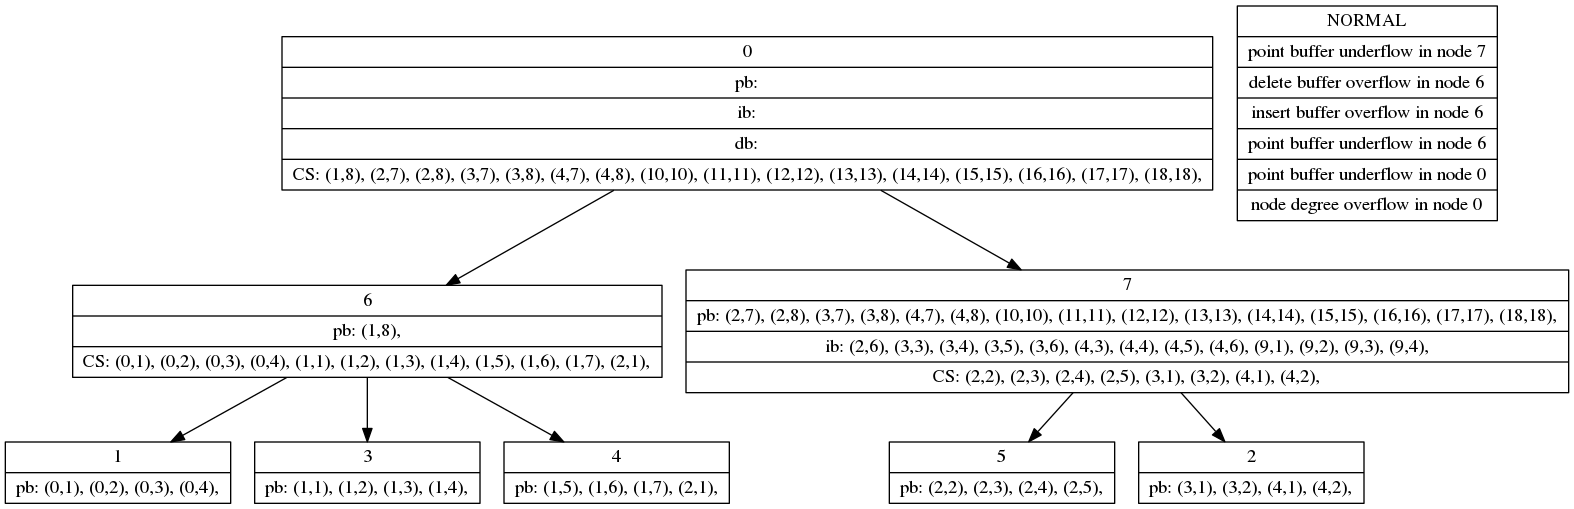 0
pb:
ib:
db:
CS: (1,8), (2,7), (2,8), (3,7), (3,8), (4,7), (4,8), (10,10), (11,11), (12,12), (13,13), (14,14), (15,15), (16,16), (17,17), (18,18),
NORMAL
point buffer underflow in node 7
delete buffer overflow in node 6
insert buffer overflow in node 6
point buffer underflow in node 6
point buffer underflow in node 0
node degree overflow in node 0
6
pb: (1,8),
CS: (0,1), (0,2), (0,3), (0,4), (1,1), (1,2), (1,3), (1,4), (1,5), (1,6), (1,7), (2,1),
7
pb: (2,7), (2,8), (3,7), (3,8), (4,7), (4,8), (10,10), (11,11), (12,12), (13,13), (14,14), (15,15), (16,16), (17,17), (18,18),
ib: (2,6), (3,3), (3,4), (3,5), (3,6), (4,3), (4,4), (4,5), (4,6), (9,1), (9,2), (9,3), (9,4),
CS: (2,2), (2,3), (2,4), (2,5), (3,1), (3,2), (4,1), (4,2),
1
pb: (0,1), (0,2), (0,3), (0,4),
3
pb: (1,1), (1,2), (1,3), (1,4),
4
pb: (1,5), (1,6), (1,7), (2,1),
5
pb: (2,2), (2,3), (2,4), (2,5),
2
pb: (3,1), (3,2), (4,1), (4,2),